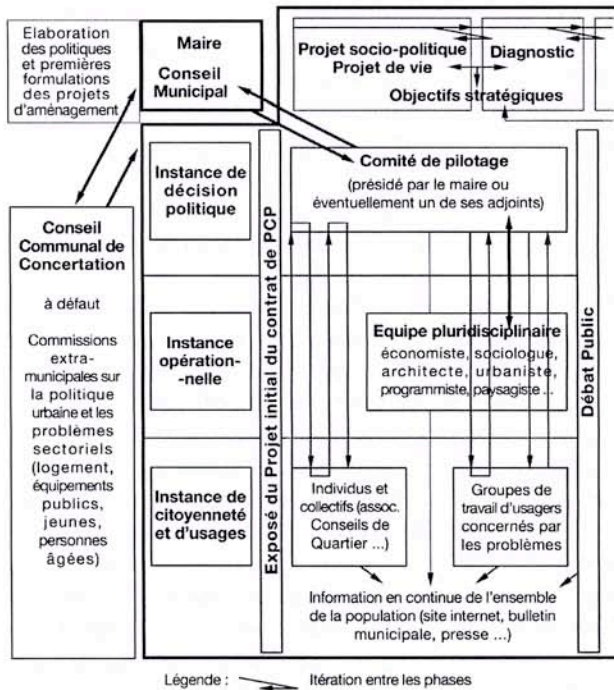 Elaboration
des politiques
et premières
formulations
des projets
d'aménagement
Maire
Conseil
Municipal
Projet socio-politique
Projet de vie
Diagnostic
Objectifs stratégiques
Conseil
Communal de
Concertation
à défaut
Commissions
extra-
municipales sur
la politique
urbaine et les
problèmes
sectoriels
(logement,
équipements
publics,
jeunes,
personnes
âgées)
Instance de
décision
politique
Instance
opération-
-nelle
Instance de
citoyenneté
et d'usages
Exposé du Projet initial du contrat de PCP
Comité de pilotage
(présidé par le maire ou
éventuellement un de ses adjoints)
Equipe pluridisciplinaire
économiste, sociologue,
architecte, urbaniste,
programmiste, paysagiste ...
Individus et
collectifs (assoc.
Conseils de
Quartier ...)
Groupes de
travail d'usagers
concernés par
les problèmes
Information en continue de l'ensemble
de la population (site internet, bulletin
municipale, presse ...)
Débat Public
Légende :
Itération entre les phases